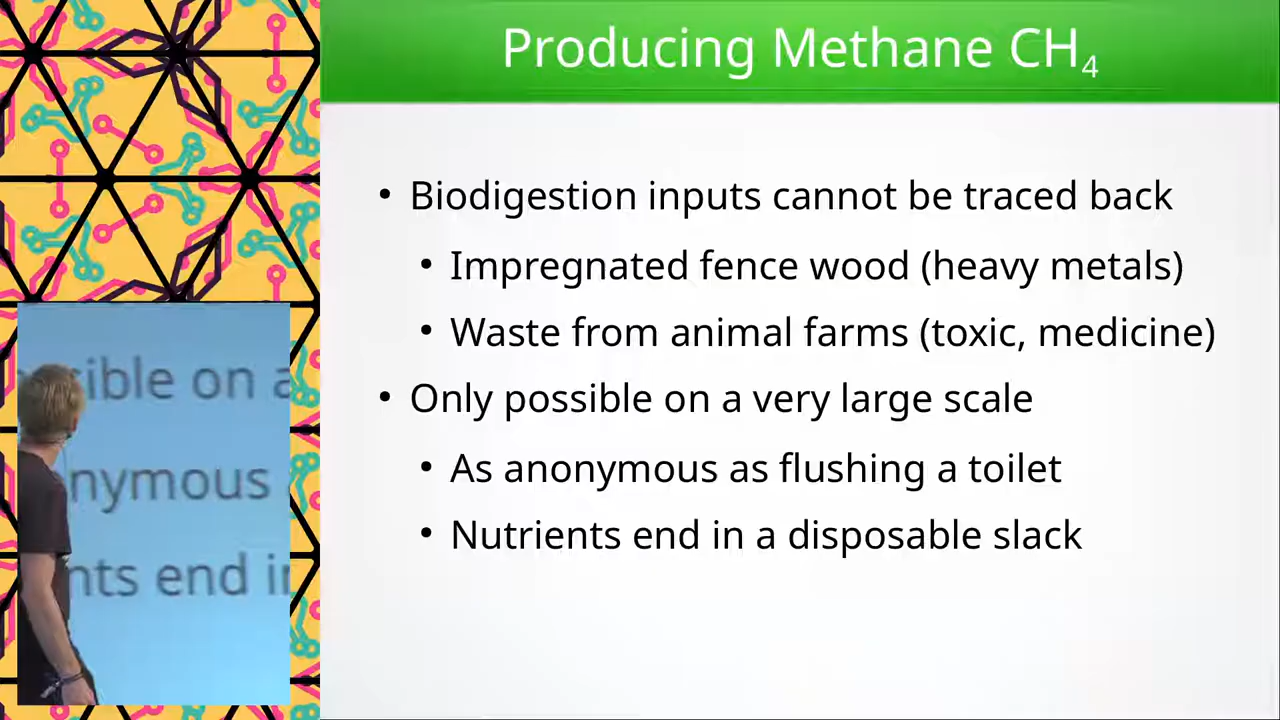 Producing Methane CH₄
• Biodigestion inputs cannot be traced back
• Impregnated fence wood (heavy metals)
• Waste from animal farms (toxic, medicine)
• Only possible on a very large scale
• As anonymous as flushing a toilet
• Nutrients end in a disposable slack
on
nymous
nts end